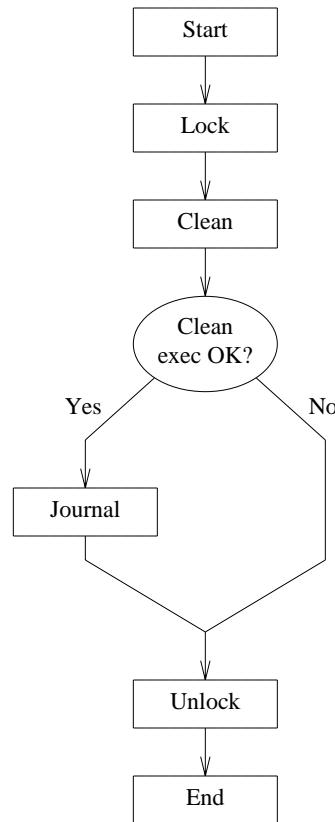 Start
Lock
Clean
Clean
exec OK?
Yes
No
Journal
Unlock
End